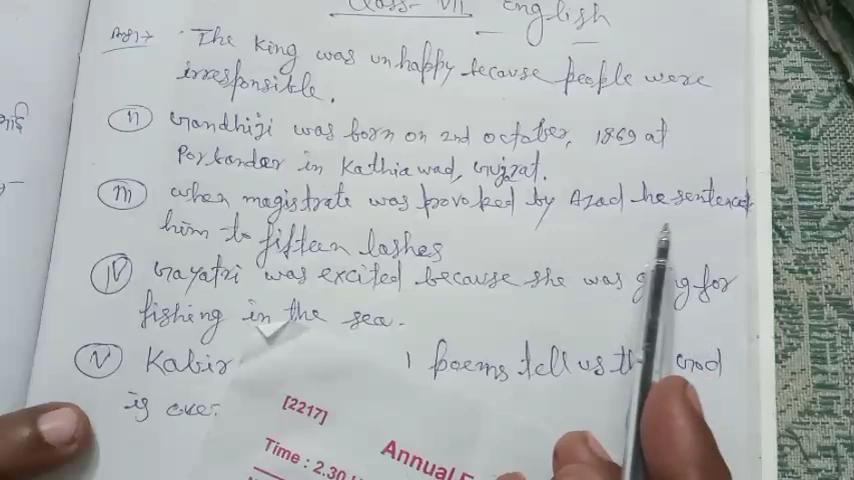 Class- VII English
Ans:→ The King was unhappy because people were
irresponsible.
II Gandhiji was born on 2nd october, 1869 at
Porbandar in Kathiawad, Gujrat.
III when magistrate was provoked by Azad he sentenced
him to fifteen lashes
IV Gayatri was excited because she was going for
fishing in the sea.
V Kabir poems tell us God
is
[2217]
Annual
Time : 2.30